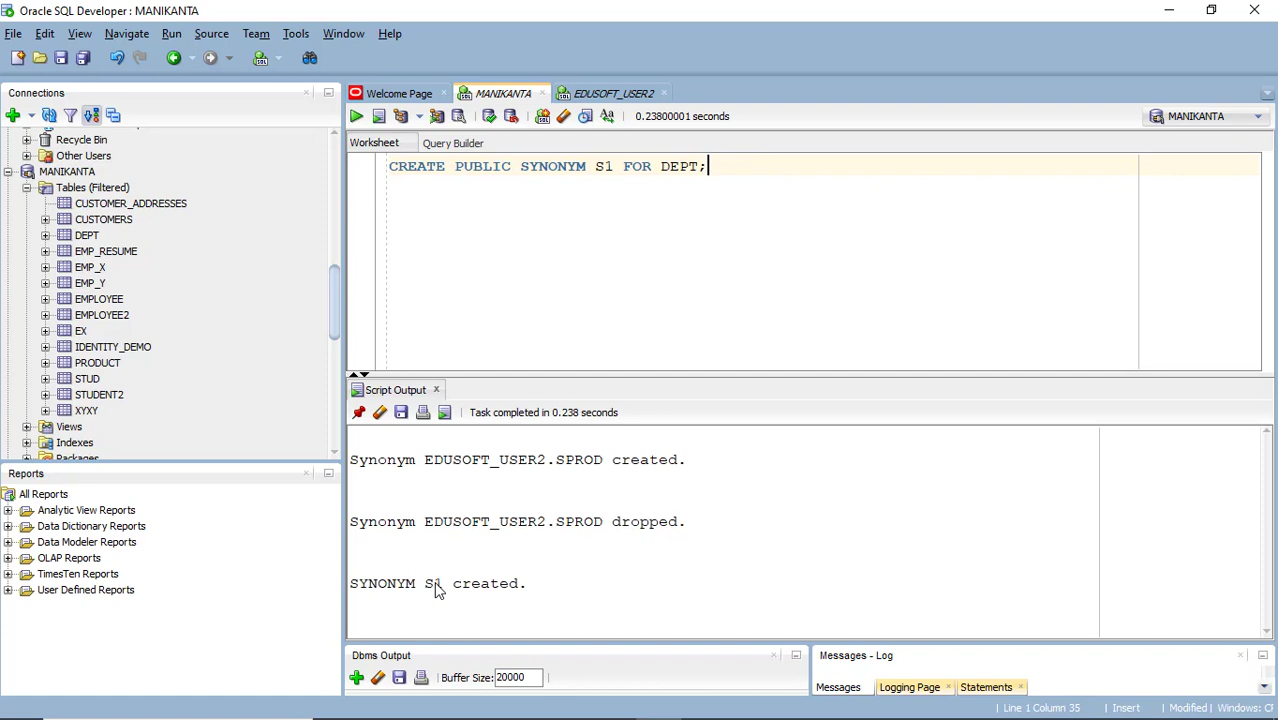 Oracle SQL Developer : MANIKANTA
File Edit View Navigate Run Source Team Tools Window Help
Connections
Recycle Bin
Other Users
MANIKANTA
Tables (Filtered)
CUSTOMER_ADDRESSES
CUSTOMERS
DEPT
EMP_RESUME
EMP_X
EMP_Y
EMPLOYEE
EMPLOYEE2
EX
IDENTITY_DEMO
PRODUCT
STUD
STUDENT2
XYXY
Views
Indexes
Packages
Reports
All Reports
Analytic View Reports
Data Dictionary Reports
Data Modeler Reports
OLAP Reports
TimesTen Reports
User Defined Reports
Welcome Page MANIKANTA EDUSOFT_USER2
0.23800001 seconds MANIKANTA
Worksheet Query Builder
CREATE PUBLIC SYNONYM S1 FOR DEPT;
Script Output
Task completed in 0.238 seconds
Synonym EDUSOFT_USER2.SPROD created.
Synonym EDUSOFT_USER2.SPROD dropped.
SYNONYM S1 created.
Dbms Output
Buffer Size: 20000
Messages - Log
Messages Logging Page Statements
Line 1 Column 35 Insert Modified Windows: CF